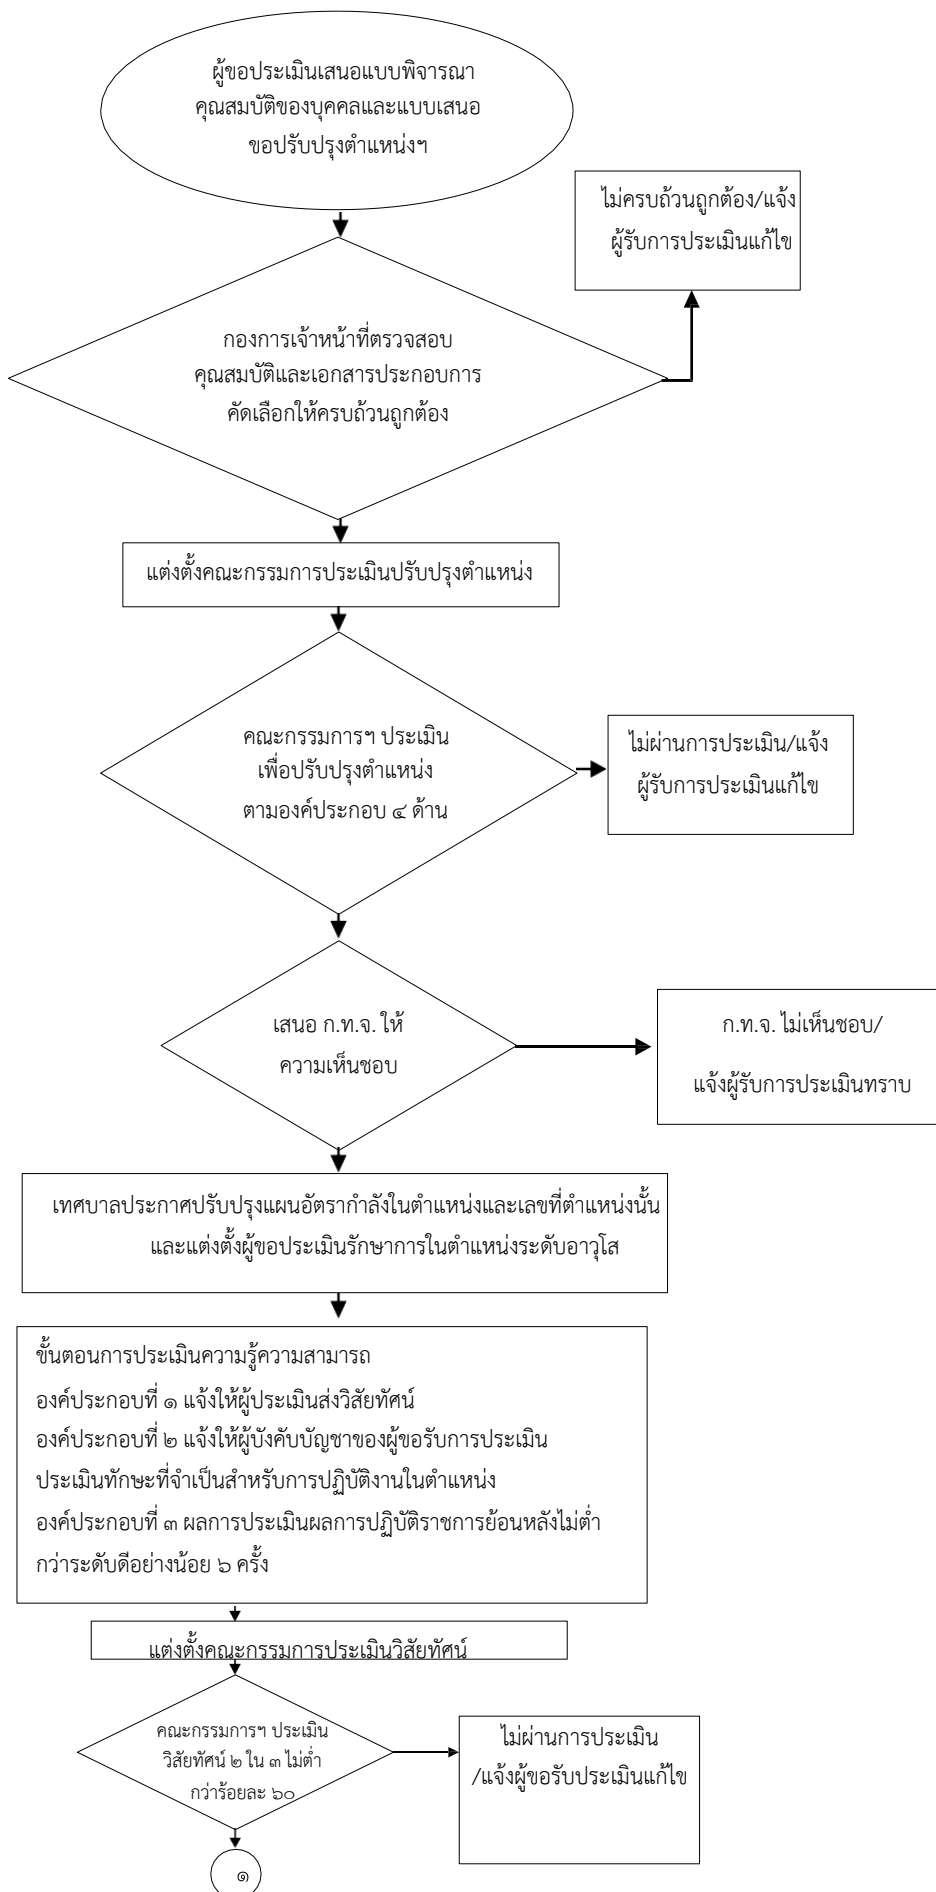 ผู้ขอประเมินเสนอแบบพิจารณา
คุณสมบัติของบุคคลและแบบเสนอ
ขอปรับปรุงตำแหน่งฯ
ไม่ครบถ้วนถูกต้อง/แจ้ง
ผู้รับการประเมินแก้ไข
กองการเจ้าหน้าที่ตรวจสอบ
คุณสมบัติและเอกสารประกอบการ
คัดเลือกให้ครบถ้วนถูกต้อง
แต่งตั้งคณะกรรมการประเมินปรับปรุงตำแหน่ง
คณะกรรมการฯ ประเมิน
เพื่อปรับปรุงตำแหน่ง
ตามองค์ประกอบ ๔ ด้าน
ไม่ผ่านการประเมิน/แจ้ง
ผู้รับการประเมินแก้ไข
เสนอ ก.ท.จ. ให้
ความเห็นชอบ
ก.ท.จ. ไม่เห็นชอบ/
แจ้งผู้รับการประเมินทราบ
เทศบาลประกาศปรับปรุงแผนอัตรากำลังในตำแหน่งและเลขที่ตำแหน่งนั้น
และแต่งตั้งผู้ขอประเมินรักษาการในตำแหน่งระดับอาวุโส
ขั้นตอนการประเมินความรู้ความสามารถ
องค์ประกอบที่ ๑ แจ้งให้ผู้ประเมินส่งวิสัยทัศน์
องค์ประกอบที่ ๒ แจ้งให้ผู้บังคับบัญชาของผู้ขอรับการประเมิน
ประเมินทักษะที่จำเป็นสำหรับการปฏิบัติงานในตำแหน่ง
องค์ประกอบที่ ๓ ผลการประเมินผลการปฏิบัติราชการย้อนหลังไม่ต่ำ
กว่าระดับดีอย่างน้อย ๖ ครั้ง
แต่งตั้งคณะกรรมการประเมินวิสัยทัศน์
คณะกรรมการฯ ประเมิน
วิสัยทัศน์ ๒ ใน ๓ ไม่ต่ำ
กว่าร้อยละ ๖๐
ไม่ผ่านการประเมิน
/แจ้งผู้ขอรับประเมินแก้ไข
๑